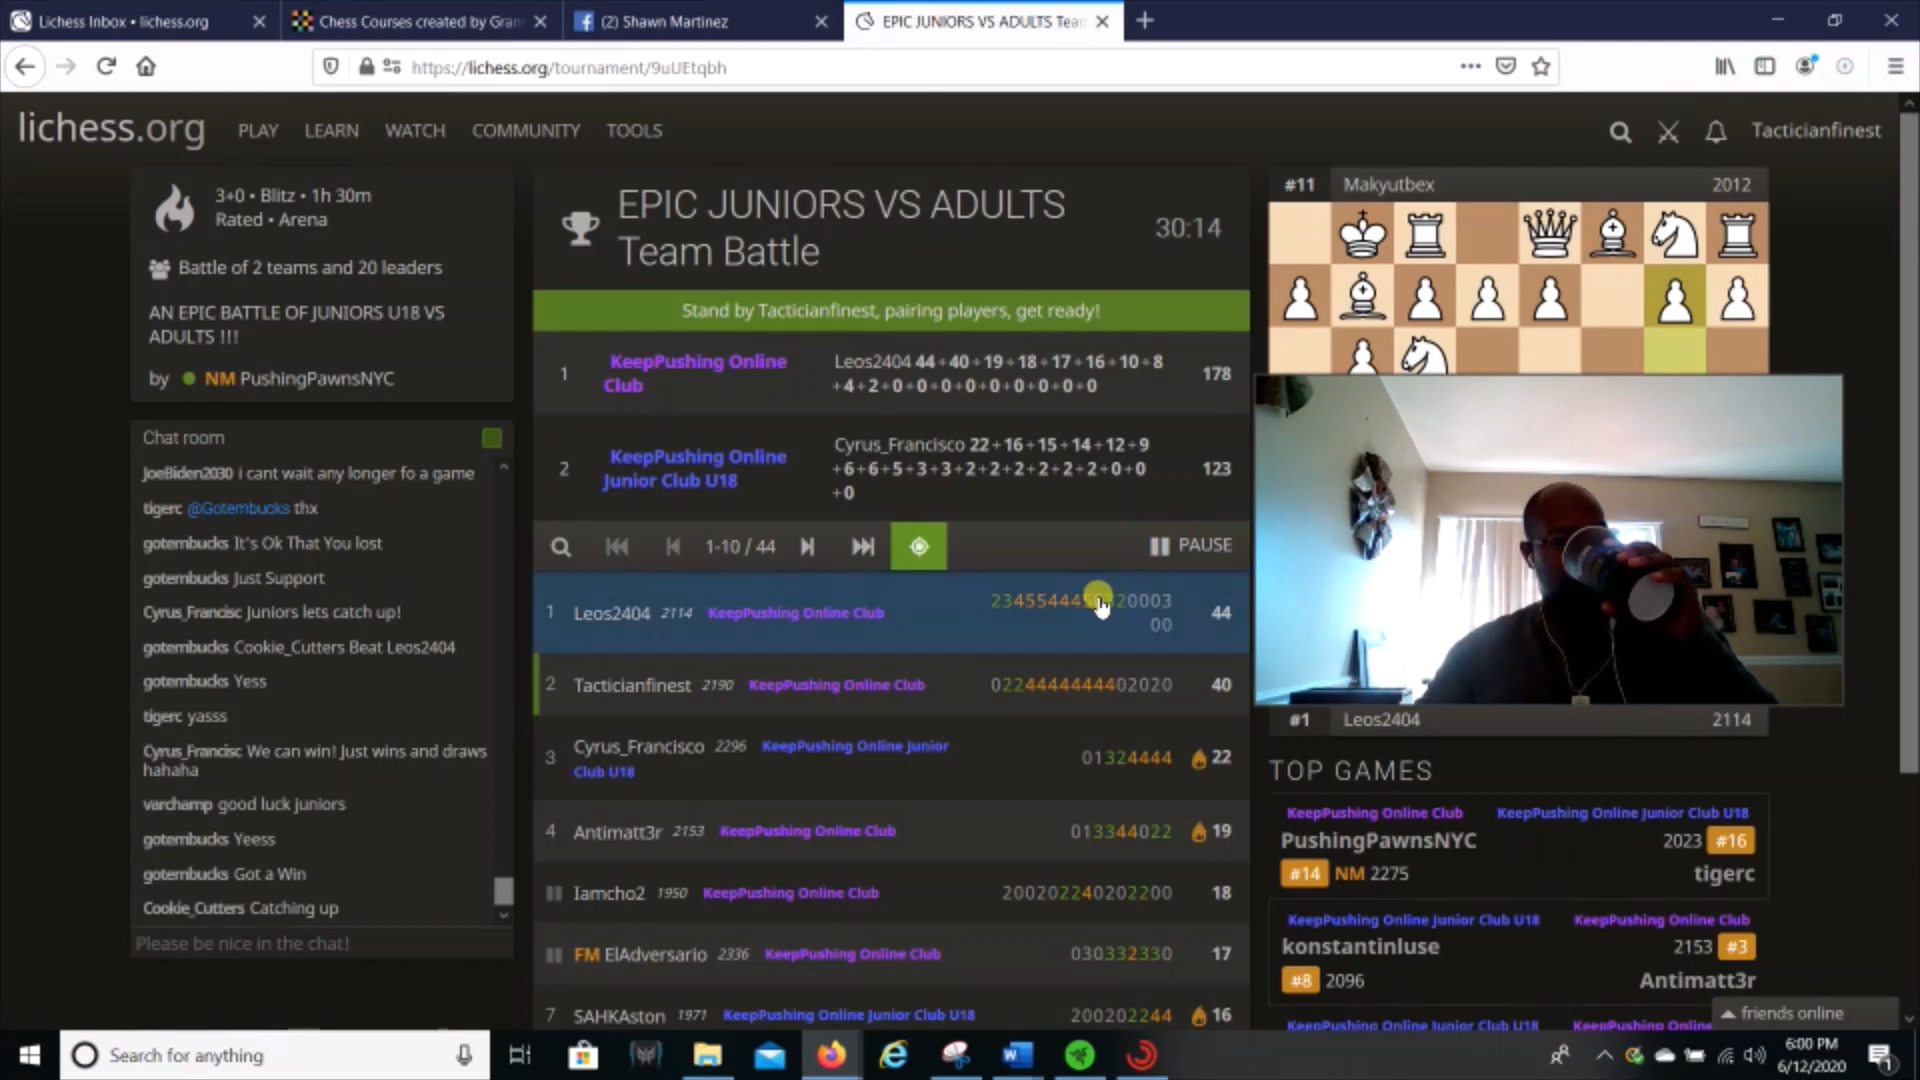 Lichess Inbox • lichess.org
Chess Courses created by Gran
(2) Shawn Martinez
EPIC JUNIORS VS ADULTS Tea
https://lichess.org/tournament/9uUEtqbh
lichess.org
PLAY LEARN WATCH COMMUNITY TOOLS
Tacticianfinest
3+0 • Blitz • 1h 30m
Rated • Arena
Battle of 2 teams and 20 leaders
AN EPIC BATTLE OF JUNIORS U18 VS
ADULTS !!!
by NM PushingPawnsNYC
Chat room
JoeBiden2030 i cant wait any longer fo a game
tigerc @Gotembucks thx
gotembucks It's Ok That You lost
gotembucks Just Support
Cyrus_Francisc Juniors lets catch up!
gotembucks Cookie_Cutters Beat Leos2404
gotembucks Yess
tigerc yasss
Cyrus_Francisc We can win! Just wins and draws
hahaha
varchamp good luck juniors
gotembucks Yeess
gotembucks Got a Win
Cookie_Cutters Catching up
Please be nice in the chat!
EPIC JUNIORS VS ADULTS
Team Battle
30:14
Stand by Tacticianfinest, pairing players, get ready!
1 KeepPushing Online
Club
Leos2404 44+40+19+18+17+16+10+8
+4+2+0+0+0+0+0+0+0+0+0
178
2 KeepPushing Online
Junior Club U18
Cyrus_Francisco 22+16+15+14+12+9
+6+6+5+3+3+2+2+2+2+2+2+0+0
+0
123
1-10 / 44
PAUSE
1 Leos2404 2114 KeepPushing Online Club 44
00
2 Tacticianfinest 2190 KeepPushing Online Club 0224444444402020 40
3 Cyrus_Francisco 2296 KeepPushing Online Junior
Club U18
01324444 22
4 Antimatt3r 2153 KeepPushing Online Club 013344022 19
Iamcho2 1950 KeepPushing Online Club 200202240202200 18
FM ElAdversario 2336 KeepPushing Online Club 030332330 17
7 SAHKAston 1971 KeepPushing Online Junior Club U18 200202244 16
#11 Makyutbex 2012
#1 Leos2404 2114
TOP GAMES
KeepPushing Online Club KeepPushing Online Junior Club U18
PushingPawnsNYC 2023 #16
#14 NM 2275 tigerc
KeepPushing Online Junior Club U18 KeepPushing Online Club
konstantinluse 2153 #3
#8 2096 Antimatt3r
KeepPushing Online Junior Club U18
friends online
Search for anything
6:00 PM
6/12/2020
1